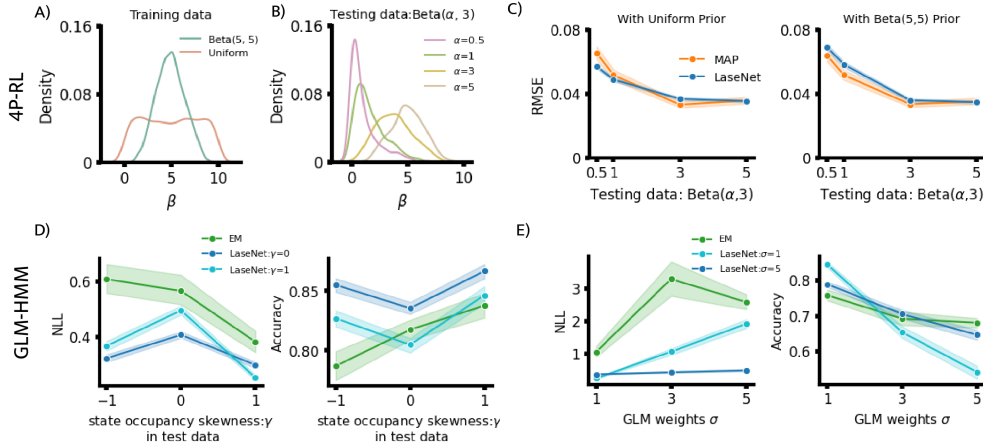 4P-RL
A)
Training data
Beta(5, 5)
Uniform
Density
0.16
0.08
0
0
5
10
β
B)
Testing data:Beta(α, 3)
α=0.5
α=1
α=3
α=5
Density
0.16
0.08
0
0
5
10
β
C)
With Uniform Prior
MAP
LaseNet
RMSE
0.08
0.04
0
0.5 1 3 5
Testing data: Beta(α,3)
With Beta(5,5) Prior
0.08
0.04
0
0.5 1 3 5
Testing data: Beta(α,3)
GLM-HMM
D)
EM
LaseNet:γ=0
LaseNet:γ=1
NLL
0.6
0.4
−1 0 1
state occupancy skewness:γ
in test data
Accuracy
0.85
0.80
−1 0 1
state occupancy skewness:γ
in test data
E)
EM
LaseNet:σ=1
LaseNet:σ=5
NLL
3
2
1
1 3 5
GLM weights σ
Accuracy
0.8
0.7
0.6
1 3 5
GLM weights σ